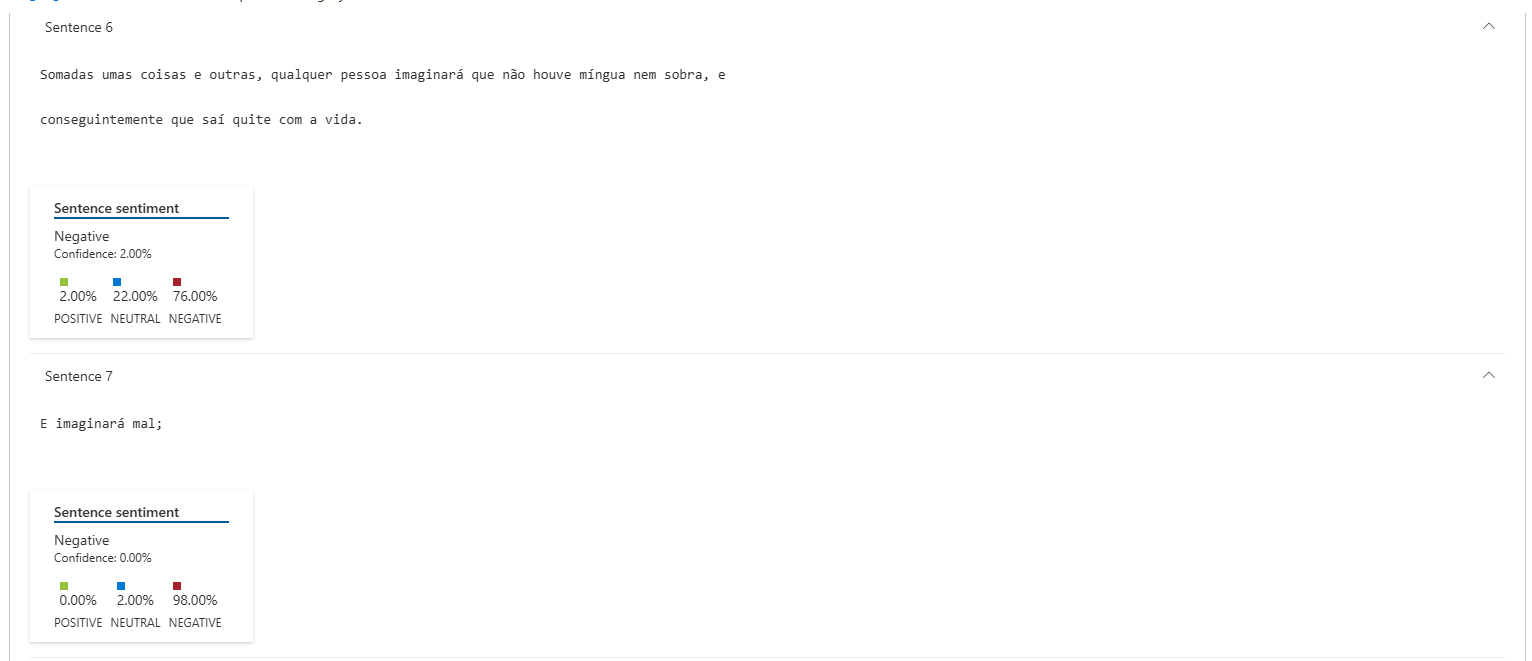 Sentence 6
Somadas umas coisas e outras, qualquer pessoa imaginará que não houve míngua nem sobra, e
conseguintemente que saí quite com a vida.
Sentence sentiment
Negative
Confidence: 2.00%
2.00% 22.00% 76.00%
POSITIVE NEUTRAL NEGATIVE
Sentence 7
E imaginará mal;
Sentence sentiment
Negative
Confidence: 0.00%
0.00% 2.00% 98.00%
POSITIVE NEUTRAL NEGATIVE